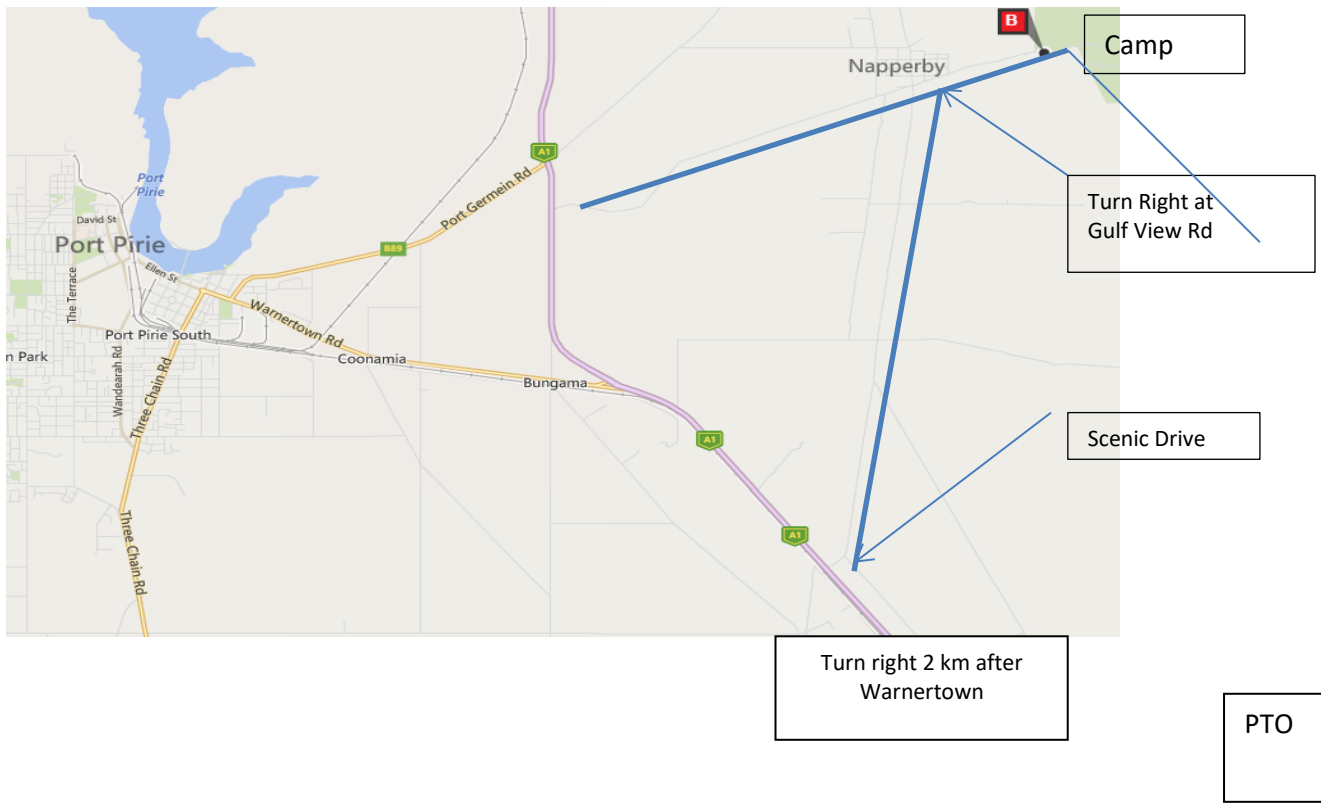 B
Camp
Napperby
A1
Port
Pirie
Port Germein Rd
Turn Right at
Gulf View Rd
David St
Port Pirie
B89
Ellen St
The Terrace
Warnertown Rd
Port Pirie South
n Park
Coonamia
Wandearah Rd
Bungama
Three Chain Rd
A1
Scenic Drive
Three Chain Rd
A1
Turn right 2 km after
Warnertown
PTO